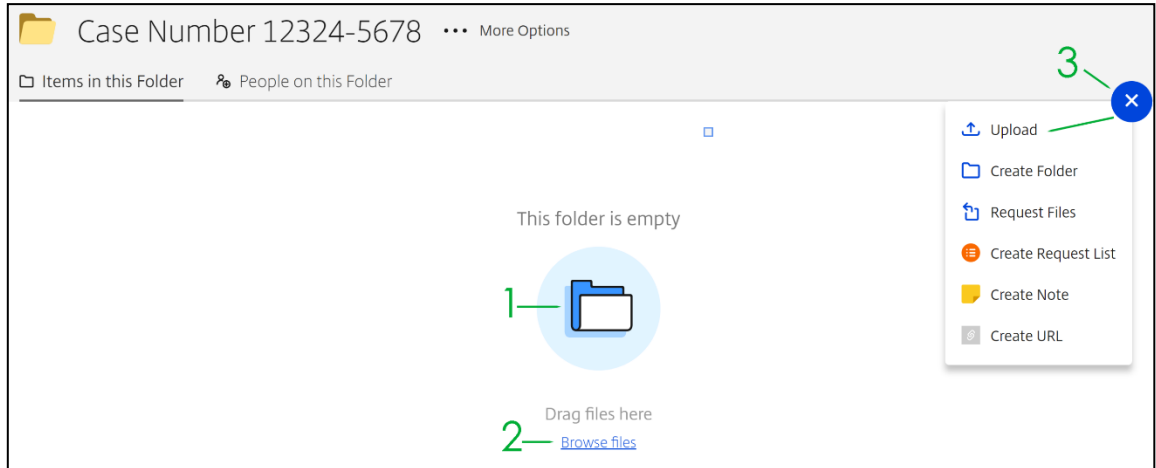 Case Number 12324-5678 ••• More Options
3
Items in this Folder People on this Folder
Upload
Create Folder
Request Files
Create Request List
Create Note
Create URL
This folder is empty
1
Drag files here
2 Browse files